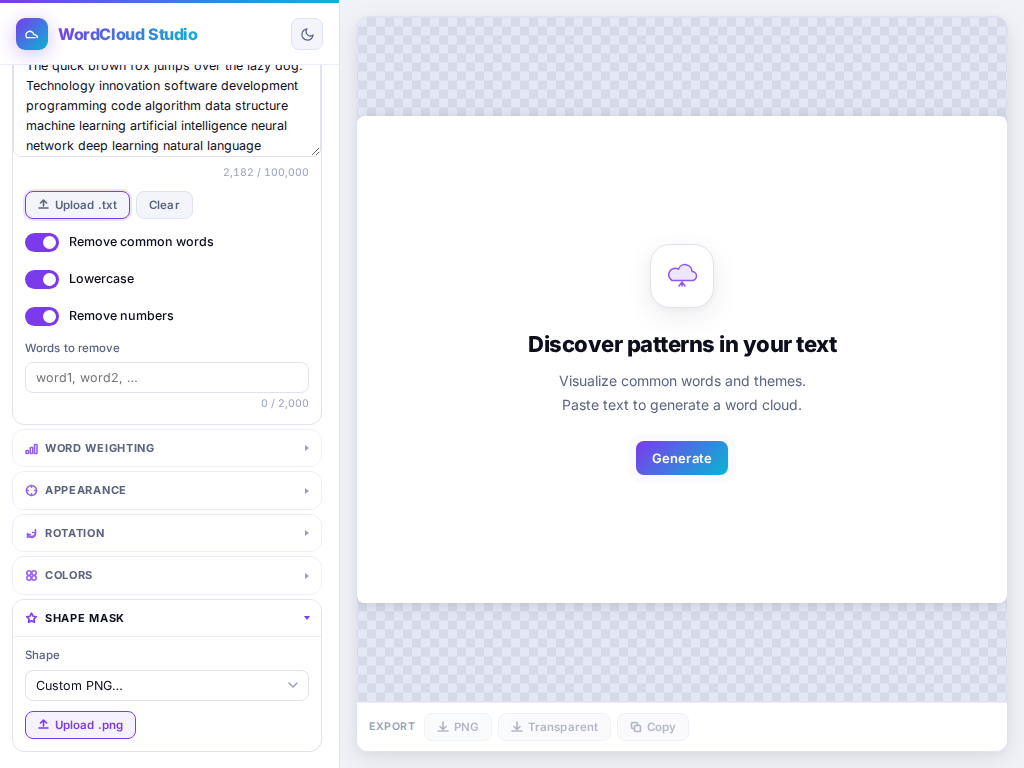 WordCloud Studio
The quick brown fox jumps over the lazy dog.
Technology innovation software development
programming code algorithm data structure
machine learning artificial intelligence neural
network deep learning natural language
2,182 / 100,000
Upload .txt
Clear
Remove common words
Lowercase
Remove numbers
Words to remove
word1, word2, ...
0 / 2,000
WORD WEIGHTING
APPEARANCE
ROTATION
COLORS
SHAPE MASK
Shape
Custom PNG...
Upload .png
Discover patterns in your text
Visualize common words and themes.
Paste text to generate a word cloud.
Generate
EXPORT
PNG
Transparent
Copy